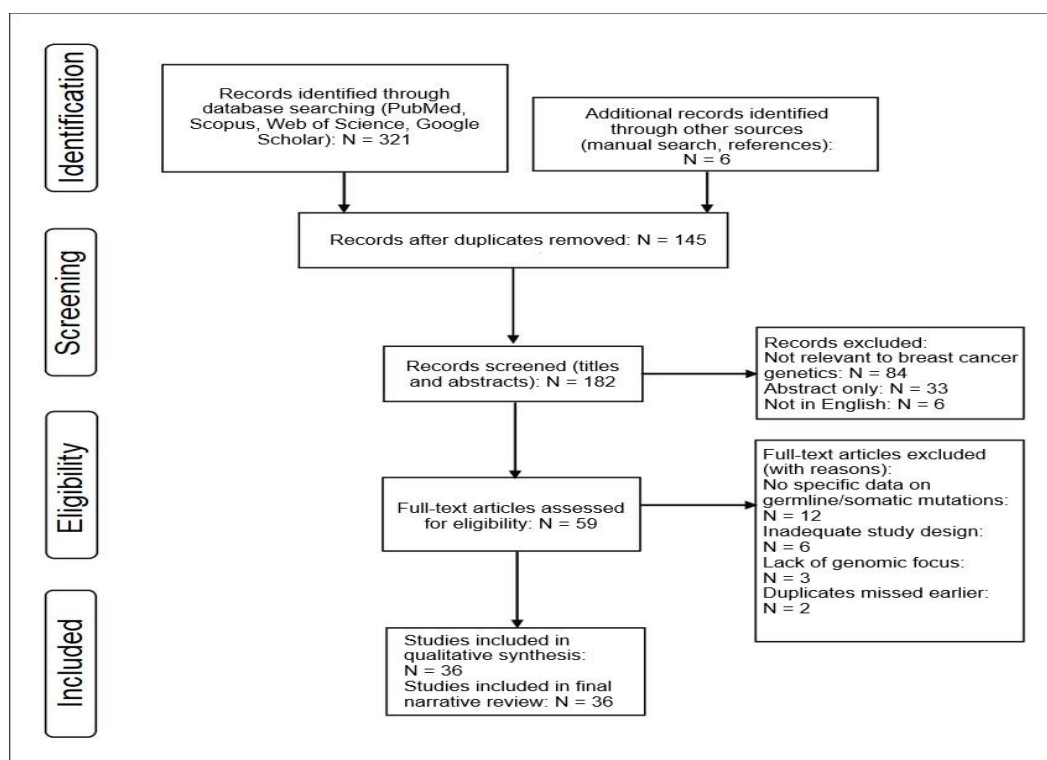 Identification
Records identified through
database searching (PubMed,
Scopus, Web of Science, Google
Scholar): N = 321
Additional records identified
through other sources
(manual search, references):
N = 6
Screening
Records after duplicates removed: N = 145
Records screened (titles
and abstracts): N = 182
Records excluded:
Not relevant to breast cancer
genetics: N = 84
Abstract only: N = 33
Not in English: N = 6
Eligibility
Full-text articles assessed
for eligibility: N = 59
Full-text articles excluded
(with reasons):
No specific data on
germline/somatic mutations:
N = 12
Inadequate study design:
N = 6
Lack of genomic focus:
N = 3
Duplicates missed earlier:
N = 2
Included
Studies included in
qualitative synthesis:
N = 36
Studies included in final
narrative review: N = 36